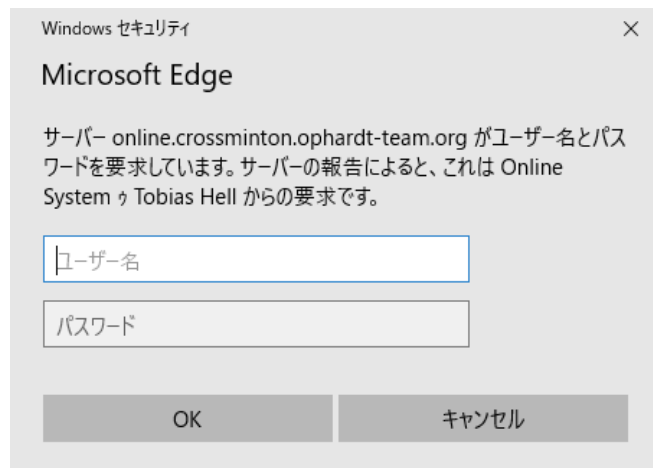 Windows セキュリティ
Microsoft Edge
サーバー online.crossminton.ophardt-team.org がユーザー名とパス
ワードを要求しています。サーバーの報告によると、これは Online
System ｩ Tobias Hell からの要求です。
ユーザー名
パスワード
OK
キャンセル